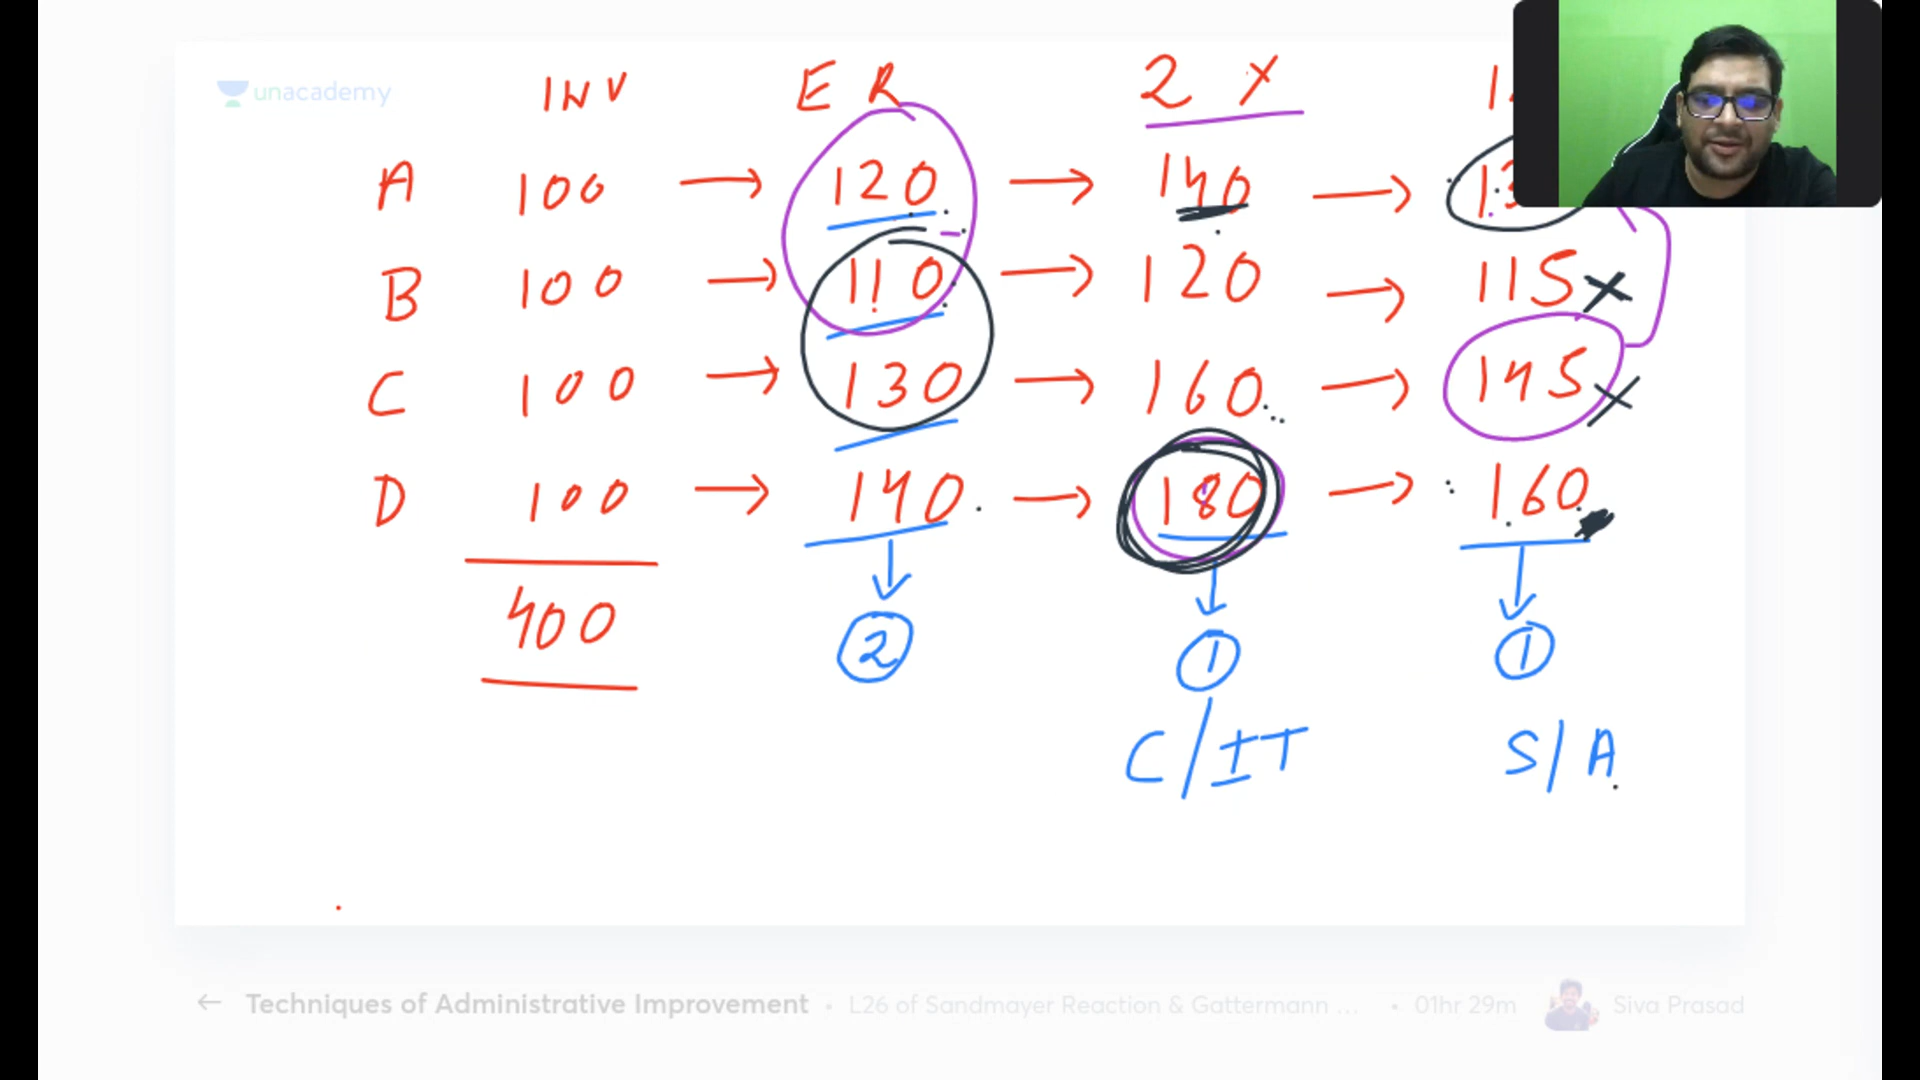 unacademy
INV ER 2X
A 100 → 120 → 140 →
B 100 → 110 → 120 → 115 ×
C 100 → 130 → 160 → 145 ×
D 100 → 140 → 180 → 160
400 ② ① ①
C/IT S/A
← Techniques of Administrative Improvement • L26 of Sandmayer Reaction & Gattermann ... • 01hr 29m Siva Prasad